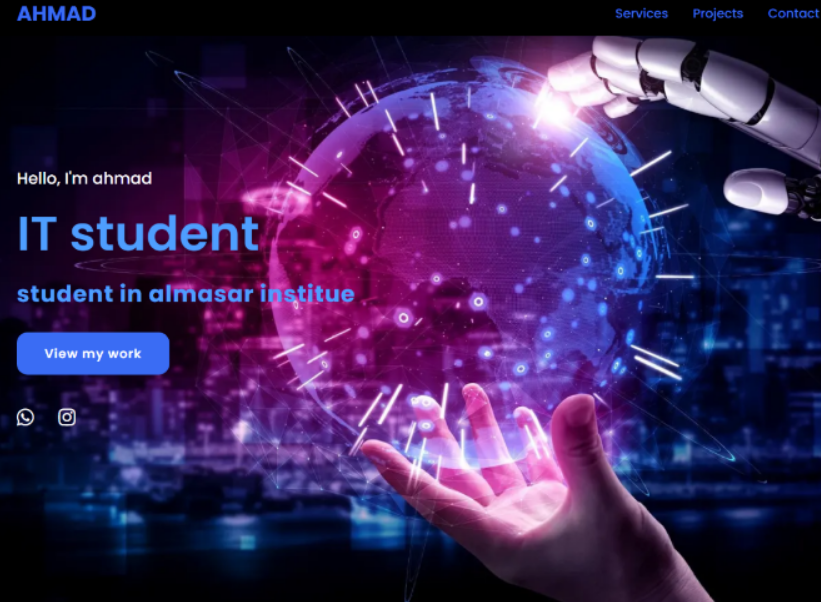 AHMAD
Services Projects Contact
Hello, I'm ahmad
IT student
student in almasar institue
View my work